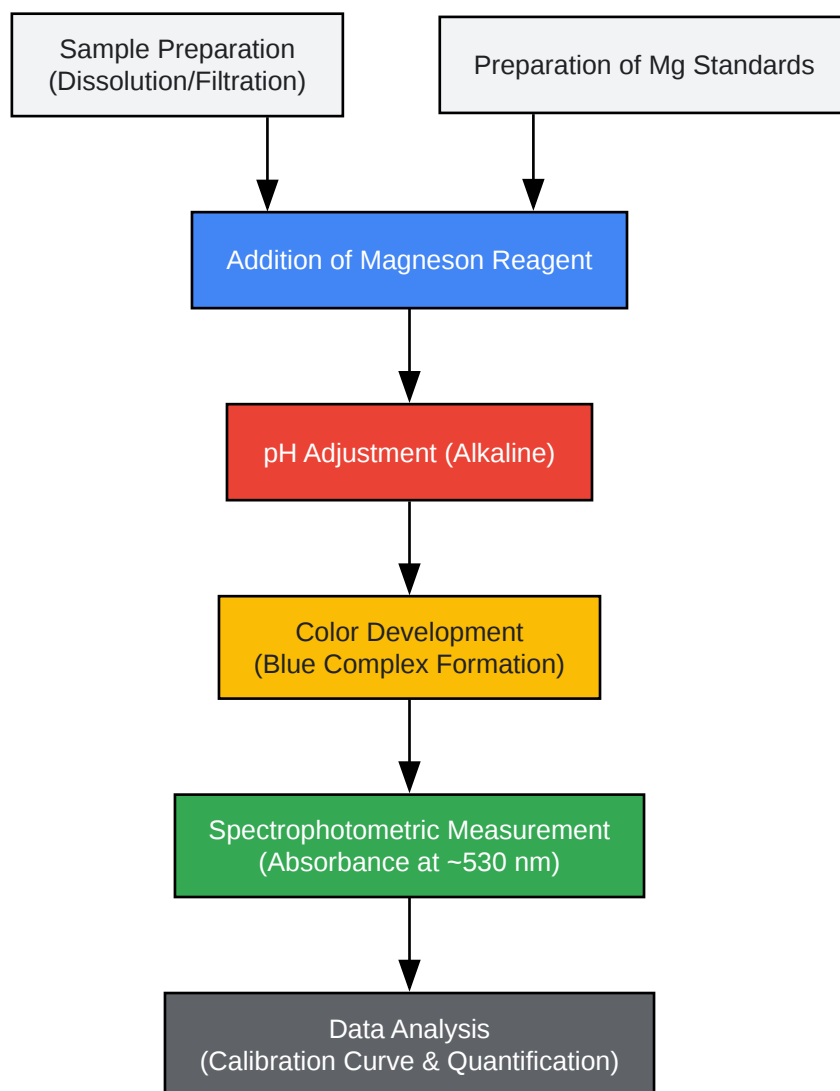 Sample Preparation
(Dissolution/Filtration)
Preparation of Mg Standards
Addition of Magneson Reagent
pH Adjustment (Alkaline)
Color Development
(Blue Complex Formation)
Spectrophotometric Measurement
(Absorbance at ~530 nm)
Data Analysis
(Calibration Curve & Quantification)